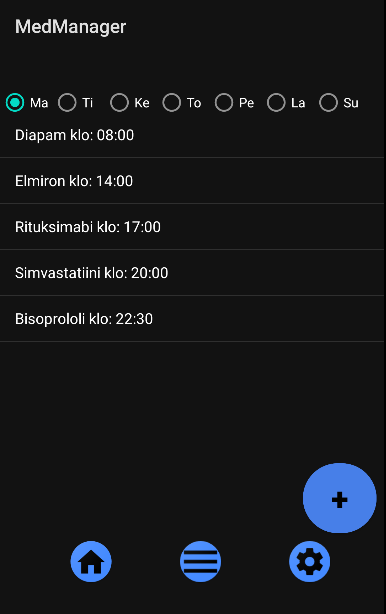 MedManager
Ma Ti Ke To Pe La Su
Diapam klo: 08:00
Elmiron klo: 14:00
Rituksimabi klo: 17:00
Simvastatiini klo: 20:00
Bisoprololi klo: 22:30
+